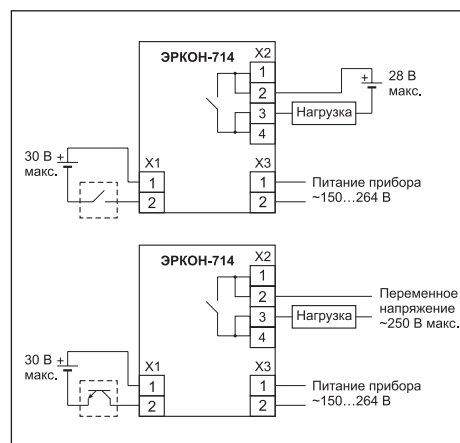 ЭРКОН-714
X2
1
2
3
4
28 В
макс.
Нагрузка
30 В
макс.
+
+
X1
1
2
X3
1
2
Питание прибора
~150...264 В
ЭРКОН-714
X2
1
2
3
4
Переменное
напряжение
~250 В макс.
Нагрузка
30 В
макс.
+
X1
1
2
X3
1
2
Питание прибора
~150...264 В